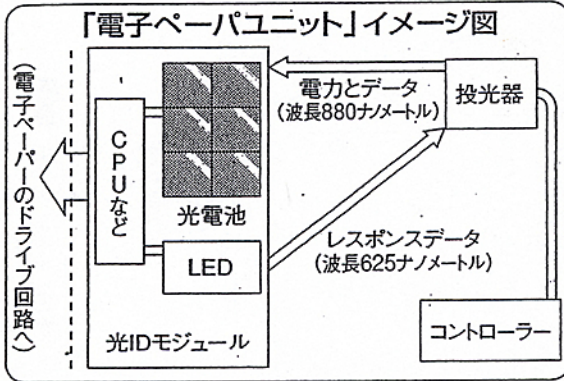 「電子ペーパユニット」イメージ図
(電子ペーパーのドライブ回路へ)
CPUなど
光電池
LED
光IDモジュール
電力とデータ
(波長880ナノメートル)
投光器
レスポンスデータ
(波長625ナノメートル)
コントローラー